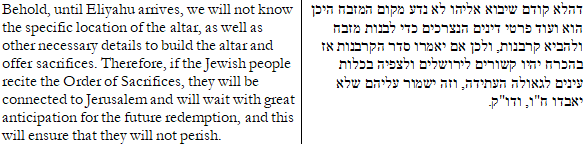 Behold, until Eliyahu arrives, we will not know
the specific location of the altar, as well as
other necessary details to build the altar and
offer sacrifices. Therefore, if the Jewish people
recite the Order of Sacrifices, they will be
connected to Jerusalem and will wait with great
anticipation for the future redemption, and this
will ensure that they will not perish.
דהלא קודם שיבוא אליהו לא נדע מקום המזבח היכן
הוא ועוד פרטי דינים הנצרכים כדי לבנות מזבח
ולהביא קרבנות, ולכן אם יאמרו סדר הקרבנות אז
בהכרח יהיו קשורים לירושלים ולצפיה בכלות
עינים לגאולה העתידה, וזה ישמור עליהם שלא
יאבדו ח"ו, ודו"ק.